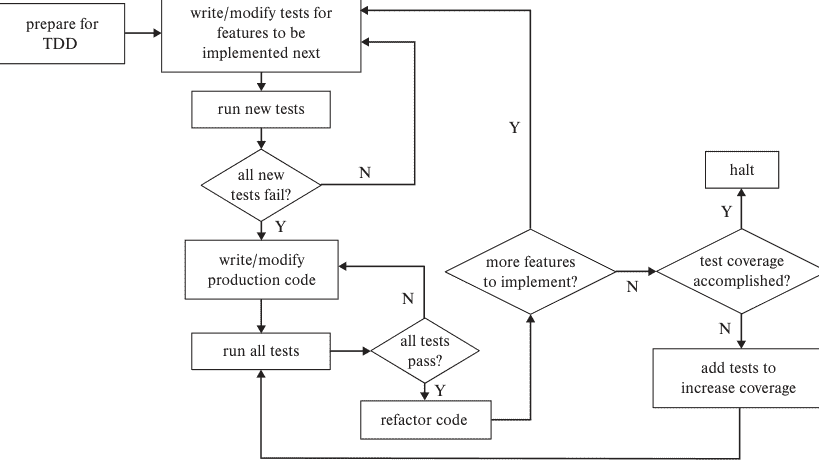 prepare for
TDD
write/modify tests for
features to be
implemented next
run new tests
all new
tests fail?
N
Y
write/modify
production code
N
run all tests
all tests
pass?
Y
refactor code
more features
to implement?
Y
N
test coverage
accomplished?
Y
halt
N
add tests to
increase coverage